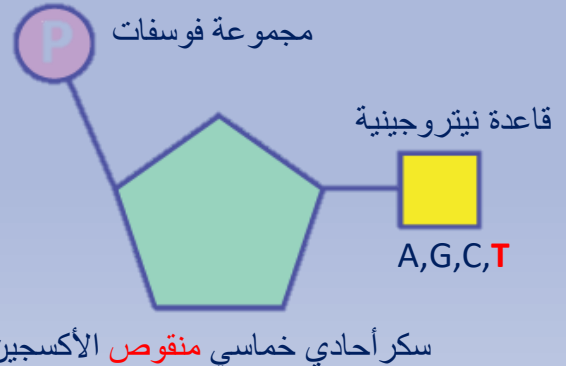 P
مجموعة فوسفات
قاعدة نيتروجينية
A,G,C,T
سكر أحادي خماسي منقوص الأكسجين